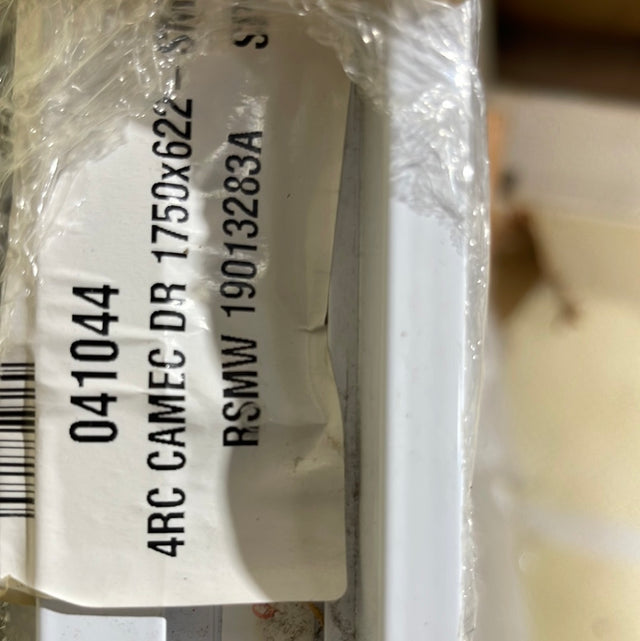 041044
4RC CAMEC DR 1750x622 -
RSMW 19013283A